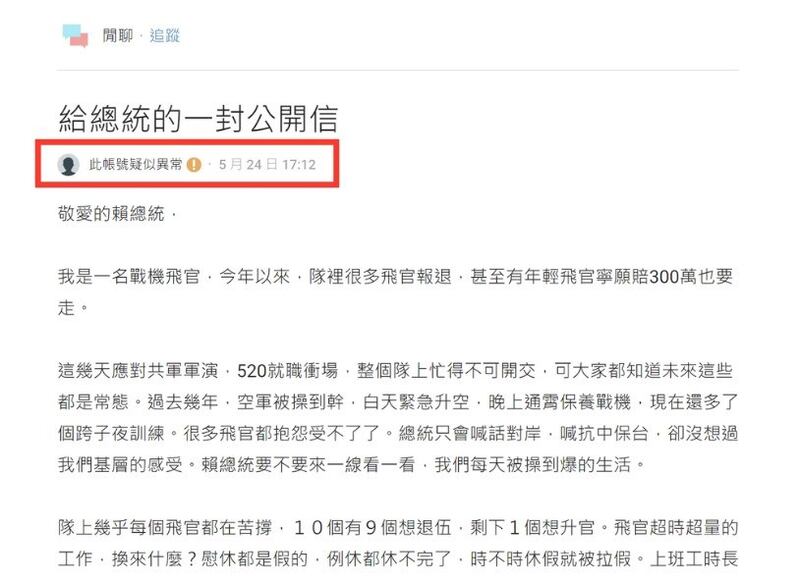 閒聊 · 追蹤
給總統的一封公開信
此帳號疑似異常 ! · 5 月 24 日 17:12
敬愛的賴總統，
我是一名戰機飛官，今年以來，隊裡很多飛官報退，甚至有年輕飛官寧願賠300萬也要
走。
這幾天應對共軍軍演，520就職衝場，整個隊上忙得不可開交，可大家都知道未來這些
都是常態。過去幾年，空軍被操到幹，白天緊急升空，晚上通霄保養戰機，現在還多了
個跨子夜訓練。很多飛官都抱怨受不了了。總統只會喊話對岸，喊抗中保台，卻沒想過
我們基層的感受。賴總統要不要來一線看一看，我們每天被操到爆的生活。
隊上幾乎每個飛官都在苦撐，１０個有９個想退伍，剩下１個想升官。飛官超時超量的
工作，換來什麼？慰休都是假的，例休都休不完了，時不時休假就被拉假。上班工時長